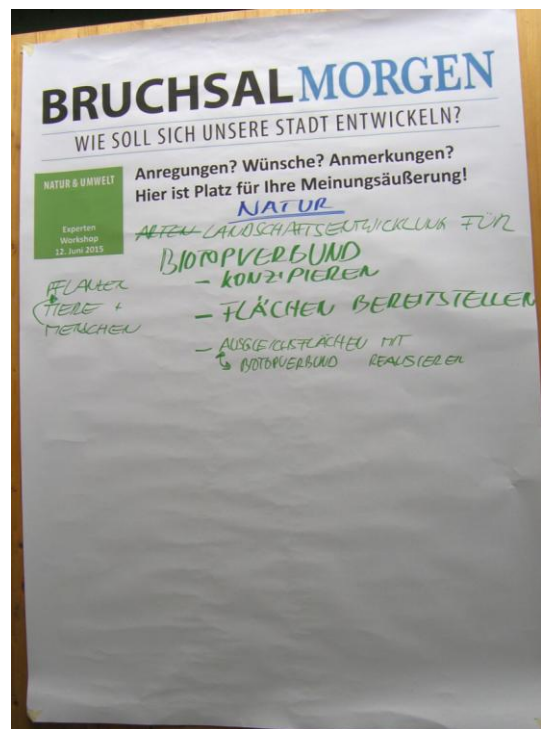 BRUCHSAL MORGEN
WIE SOLL SICH UNSERE STADT ENTWICKELN?
NATUR & UMWELT
Experten
Workshop
12. Juni 2015
Anregungen? Wünsche? Anmerkungen?
Hier ist Platz für Ihre Meinungsäußerung!
NATUR
ARTEN LANDSCHAFTSENTWICKLUNG FÜR
BIOTOPVERBUND
- KONZIPIEREN
PFLANZEN
TIERE +
MENSCHEN
- FLÄCHEN BEREITSTELLEN
- AUSGLEICHSFLÄCHEN MIT
BIOTOPVERBUND REALISIEREN